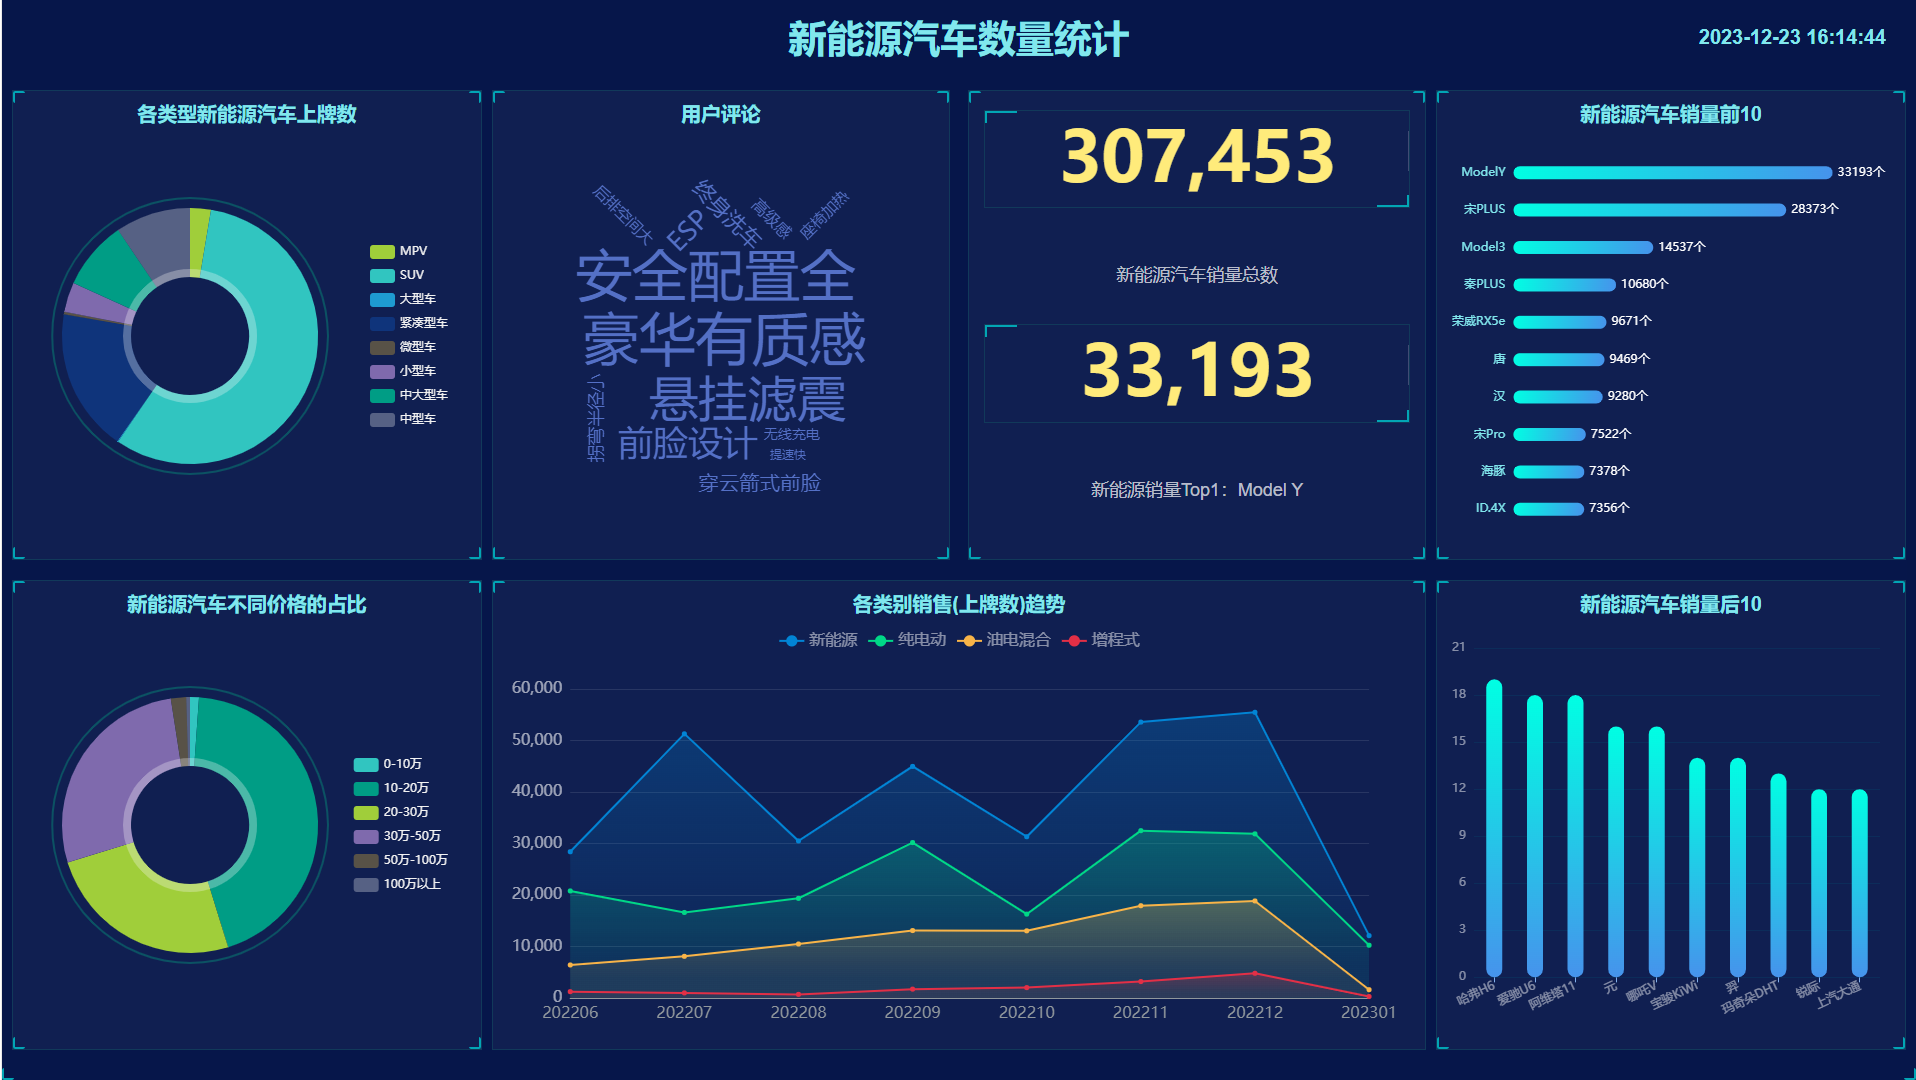 新能源汽车数量统计
2023-12-23 16:14:44
各类型新能源汽车上牌数
MPV
SUV
大型车
紧凑型车
微型车
小型车
中大型车
中型车
用户评论
后排空间大
ESP
终身洗车
高级感
座椅加热
安全配置全
豪华有质感
悬挂滤震
拐弯半径小
前脸设计
无线充电
提速快
穿云箭式前脸
307,453
新能源汽车销量总数
33,193
新能源销量Top1：Model Y
新能源汽车销量前10
ModelY 33193个
宋PLUS 28373个
Model3 14537个
秦PLUS 10680个
荣威RX5e 9671个
唐 9469个
汉 9280个
宋Pro 7522个
海豚 7378个
ID.4X 7356个
新能源汽车不同价格的占比
0-10万
10-20万
20-30万
30万-50万
50万-100万
100万以上
各类别销售(上牌数)趋势
新能源 纯电动 油电混合 增程式
60,000
50,000
40,000
30,000
20,000
10,000
0
202206 202207 202208 202209 202210 202211 202212 202301
新能源汽车销量后10
21
18
15
12
9
6
3
0
哈弗H6 爱驰U6 阿维塔11 元 哪吒V 宝骏KiWi 羿 玛奇朵DHT 锐际 上汽大通